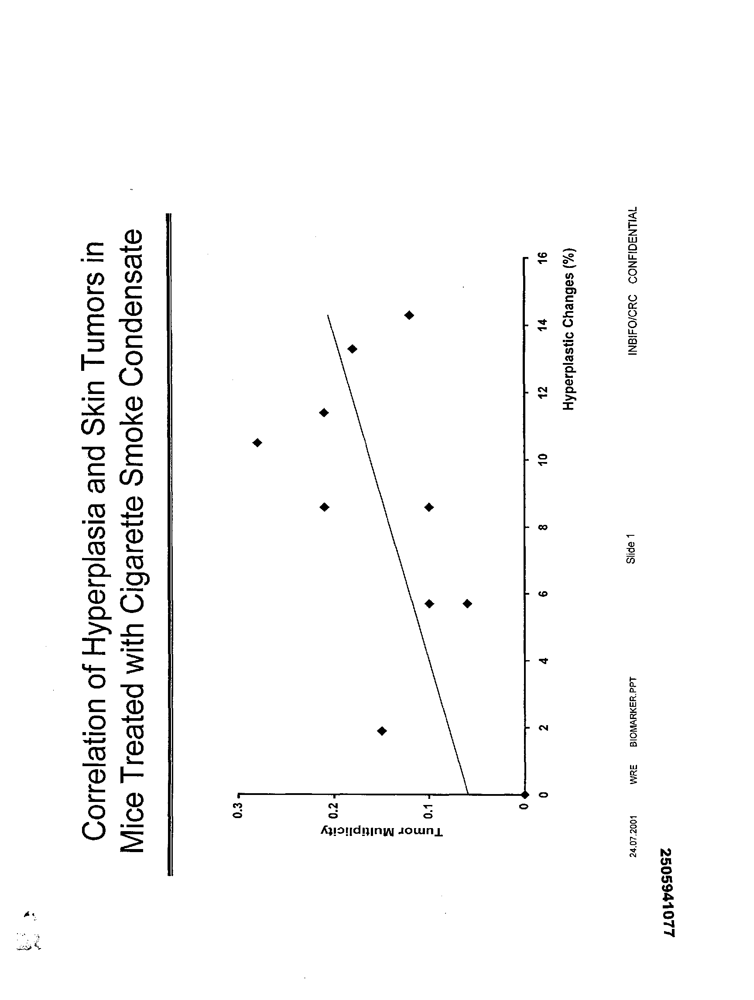 Correlation of Hyperplasia and Skin Tumors in
Mice Treated with Cigarette Smoke Condensate
0.3
0.2
0.1
0
Tumor Multiplicity
0 2 4 6 8 10 12 14 16
Hyperplastic Changes (%)
24.07.2001 WRE BIOMARKER.PPT Slide 1 INBIFO/CRC CONFIDENTIAL
2505941077